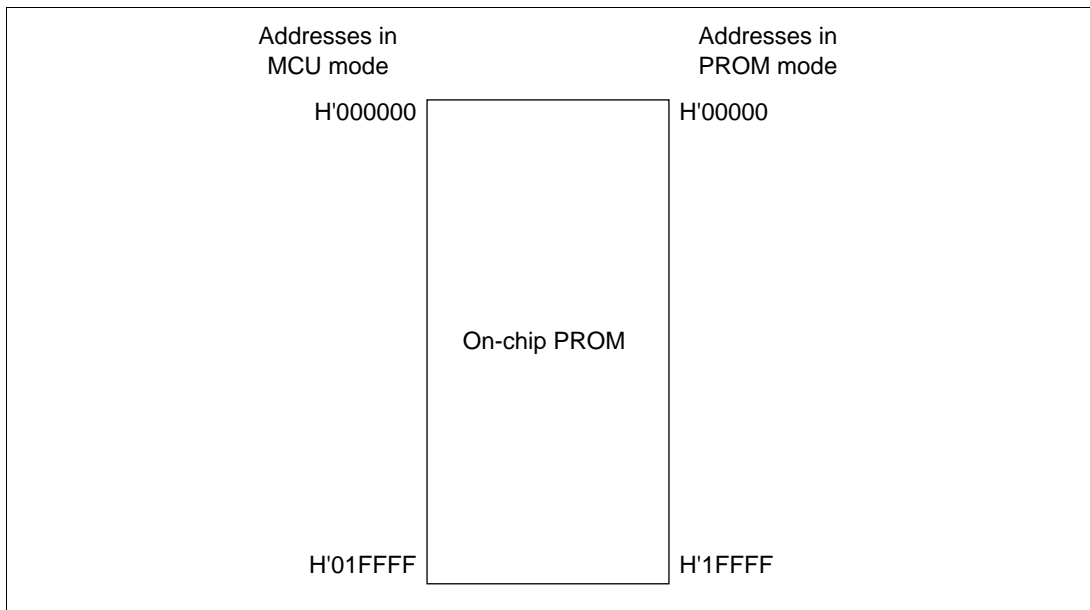 Addresses in
MCU mode
Addresses in
PROM mode
H'000000
H'00000
On-chip PROM
H'01FFFF
H'1FFFF